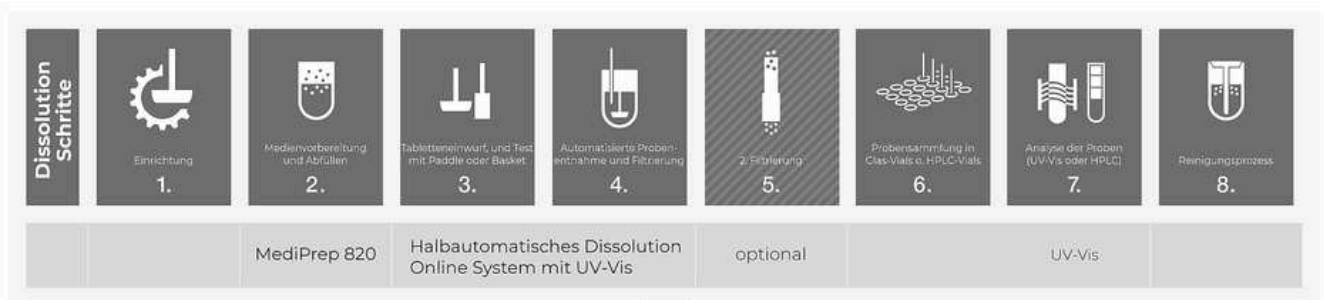 Dissolution
Schritte
Einrichtung
1.
Medienvorbereitung
und Abfüllen
2.
Tabletteneinwurf, und Test
mit Paddle oder Basket
3.
Automatisierte Proben-
entnahme und Filtrierung
4.
2. Filtrierung
5.
Probensammlung in
Glas-Vials o. HPLC-Vials
6.
Analyse der Proben
(UV-Vis oder HPLC)
7.
Reinigungsprozess
8.
MediPrep 820
Halbautomatisches Dissolution
Online System mit UV-Vis
optional
UV-Vis